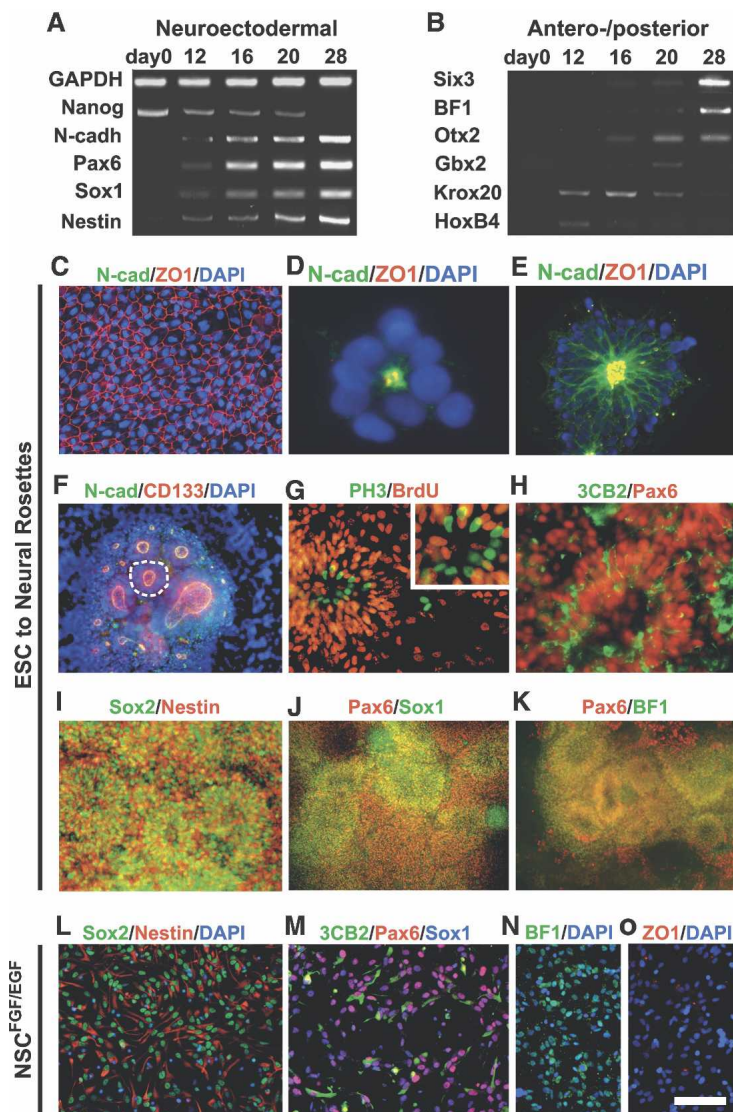 A Neuroectodermal
day0 12 16 20 28
GAPDH
Nanog
N-cadh
Pax6
Sox1
Nestin
B Antero-/posterior
day0 12 16 20 28
Six3
BF1
Otx2
Gbx2
Krox20
HoxB4
ESC to Neural Rosettes
C N-cad/ZO1/DAPI
D N-cad/ZO1/DAPI
E N-cad/ZO1/DAPI
F N-cad/CD133/DAPI
G PH3/BrdU
H 3CB2/Pax6
I Sox2/Nestin
J Pax6/Sox1
K Pax6/BF1
NSCFGF/EGF
L Sox2/Nestin/DAPI
M 3CB2/Pax6/Sox1
N BF1/DAPI
O ZO1/DAPI